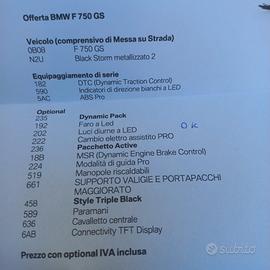 Offerta BMW F 750 GS
Veicolo (comprensivo di Messa su Strada)
0B08 F 750 GS
N2U Black Storm metallizzato 2
Equipaggiamento di serie
182 DTC (Dynamic Traction Control)
590 Indicatori di direzione bianchi a LED
5AC ABS Pro
Optional
235 Dynamic Pack
192 Faro a Led
202 Luci diurne a LED OK
222 Cambio elettro assistito PRO
236 Pacchetto Active
18B MSR (Dynamic Engine Brake Control)
224 Modalità di guida Pro
519 Manopole riscaldabili
661 SUPPORTO VALIGIE E PORTAPACCHI
MAGGIORATO
458 Style Triple Black
589 Paramani
636 Cavalletto centrale
6AB Connectivity TFT Display
Prezzo con optional IVA inclusa
subito